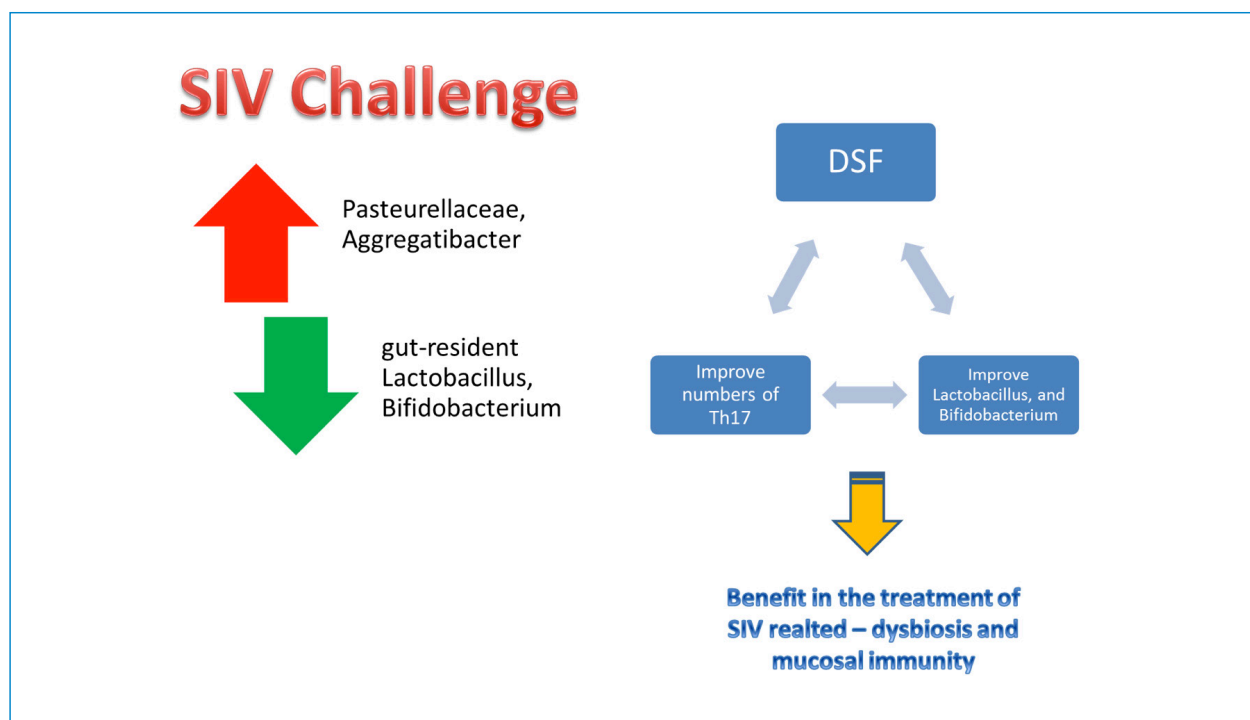 SIV Challenge
Pasteurellaceae,
Aggregatibacter
gut-resident
Lactobacillus,
Bifidobacterium
DSF
Improve
numbers of
Th17
Improve
Lactobacillus, and
Bifidobacterium
Benefit in the treatment of
SIV realted – dysbiosis and
mucosal immunity